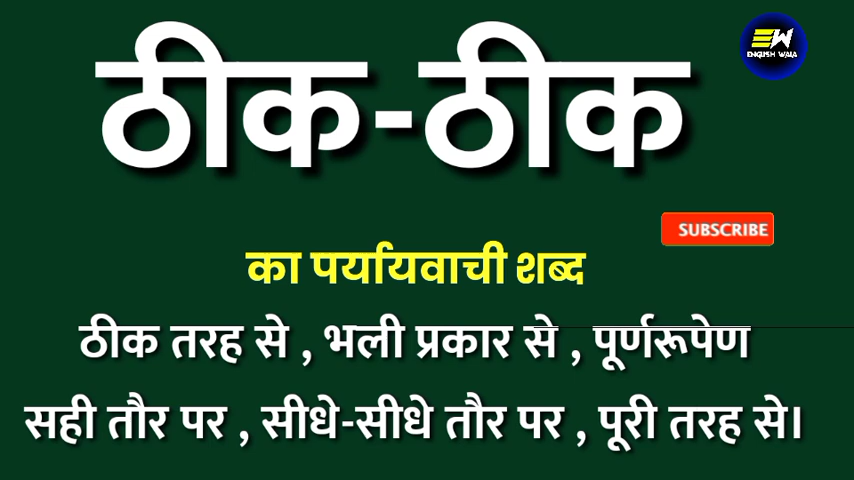 ठीक-ठीक
EW
ENGLISH WALA
SUBSCRIBE
का पर्यायवाची शब्द
ठीक तरह से , भली प्रकार से , पूर्णरूपेण
सही तौर पर , सीधे-सीधे तौर पर , पूरी तरह से।